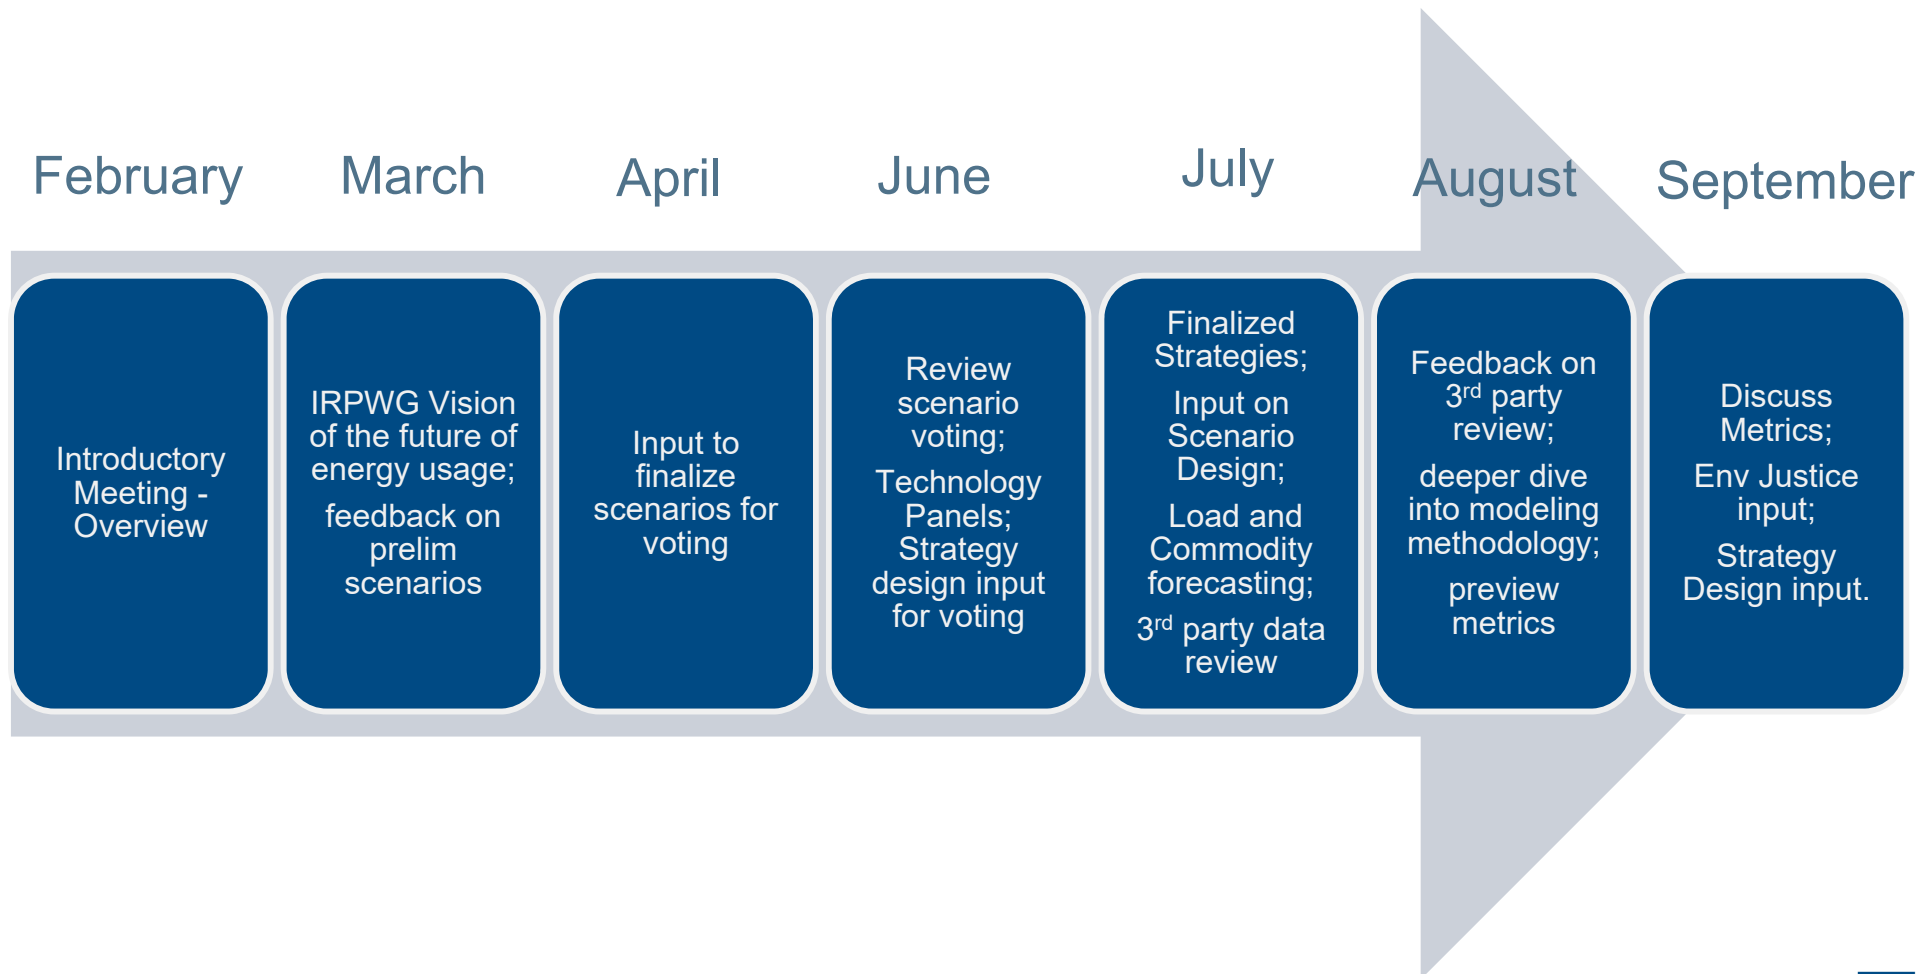 February
March
April
June
July
August
September
Introductory
Meeting -
Overview
IRPWG Vision
of the future of
energy usage;
feedback on
prelim
scenarios
Input to
finalize
scenarios for
voting
Review
scenario
voting;
Technology
Panels;
Strategy
design input
for voting
Finalized
Strategies;
Input on
Scenario
Design;
Load and
Commodity
forecasting;
3rd party data
review
Feedback on
3rd party
review;
deeper dive
into modeling
methodology;
preview
metrics
Discuss
Metrics;
Env Justice
input;
Strategy
Design input.